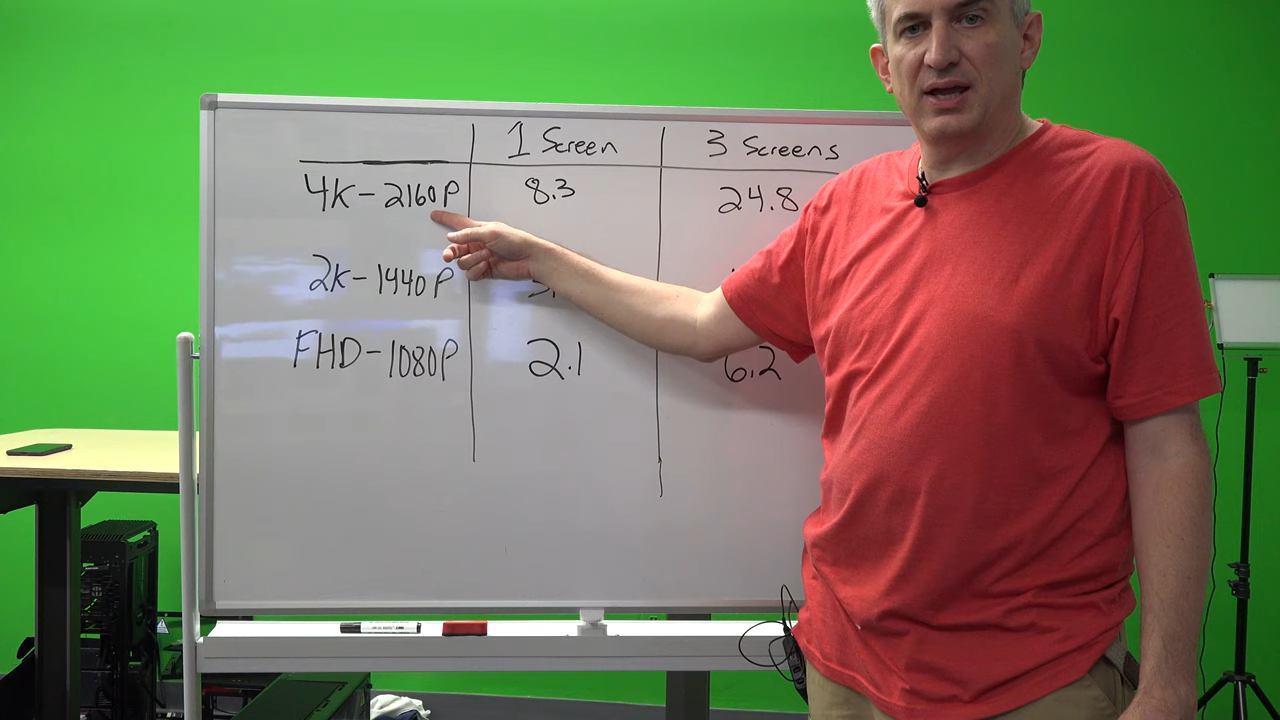 1 Screen 3 Screens
4K-2160P 8.3 24.8
2K-1440P
FHD-1080P 2.1 6.2